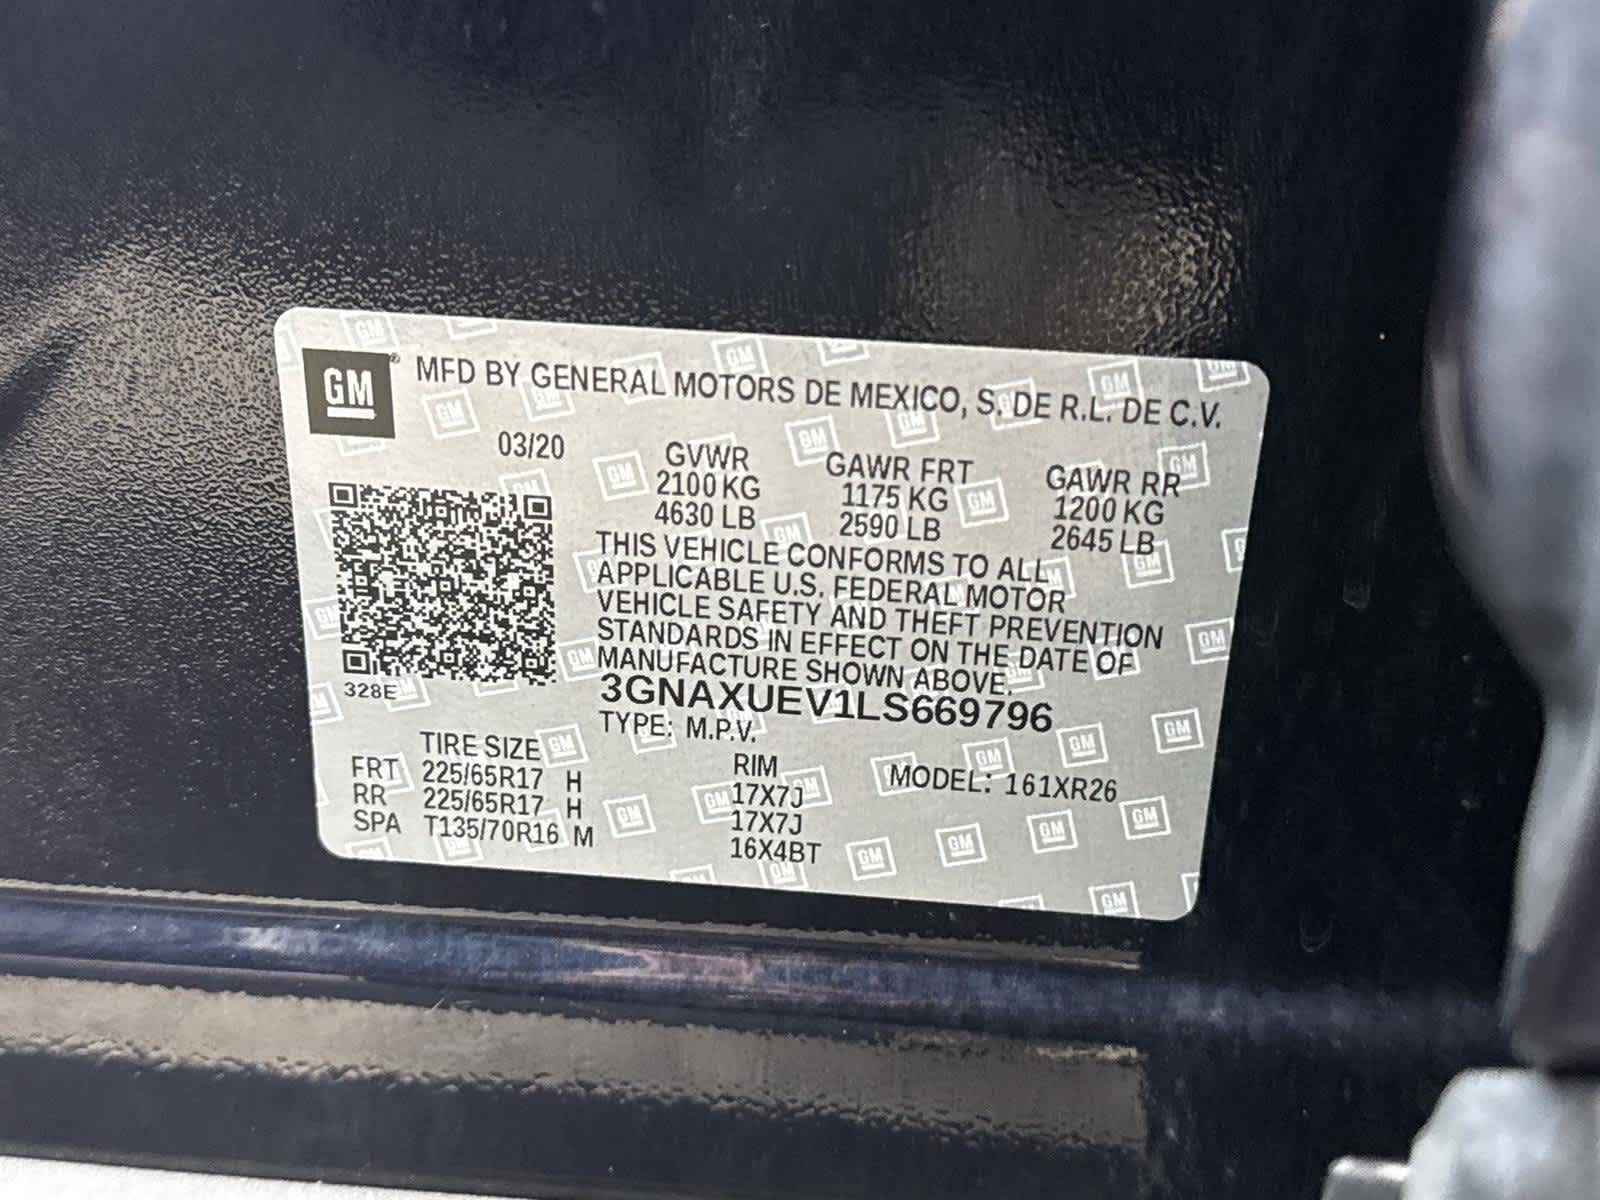 GM® MFD BY GENERAL MOTORS DE MEXICO, S. DE R.L. DE C.V.
03/20
GVWR GAWR FRT GAWR RR
2100 KG 1175 KG 1200 KG
4630 LB 2590 LB 2645 LB
THIS VEHICLE CONFORMS TO ALL
APPLICABLE U.S. FEDERAL MOTOR
VEHICLE SAFETY AND THEFT PREVENTION
STANDARDS IN EFFECT ON THE DATE OF
MANUFACTURE SHOWN ABOVE.
328E
3GNAXUEV1LS669796
TYPE: M.P.V.
TIRE SIZE RIM MODEL: 161XR26
FRT 225/65R17 H 17X7J
RR 225/65R17 H 17X7J
SPA T135/70R16 M 16X4BT